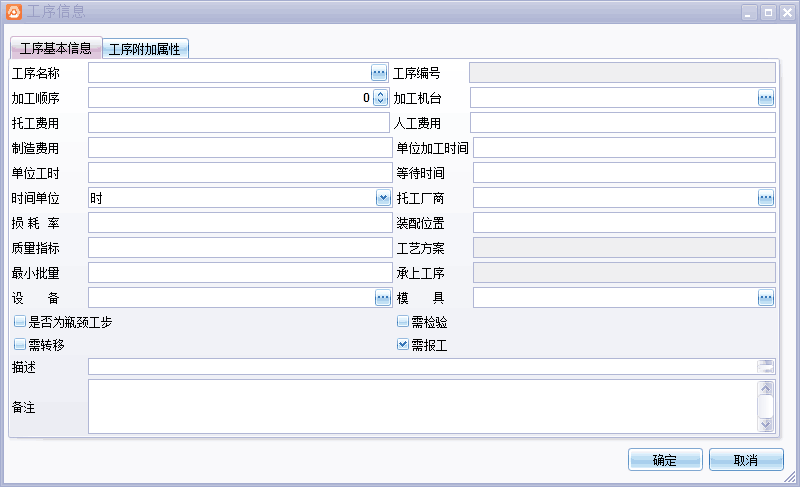 工序信息
工序基本信息 工序附加属性
工序名称 工序编号
加工顺序 0 加工机台
托工费用 人工费用
制造费用 单位加工时间
单位工时 等待时间
时间单位 时 托工厂商
损 耗 率 装配位置
质量指标 工艺方案
最小批量 承上工序
设 备 模 具
是否为瓶颈工步 需检验
需转移 需报工
描述
备注
确定 取消